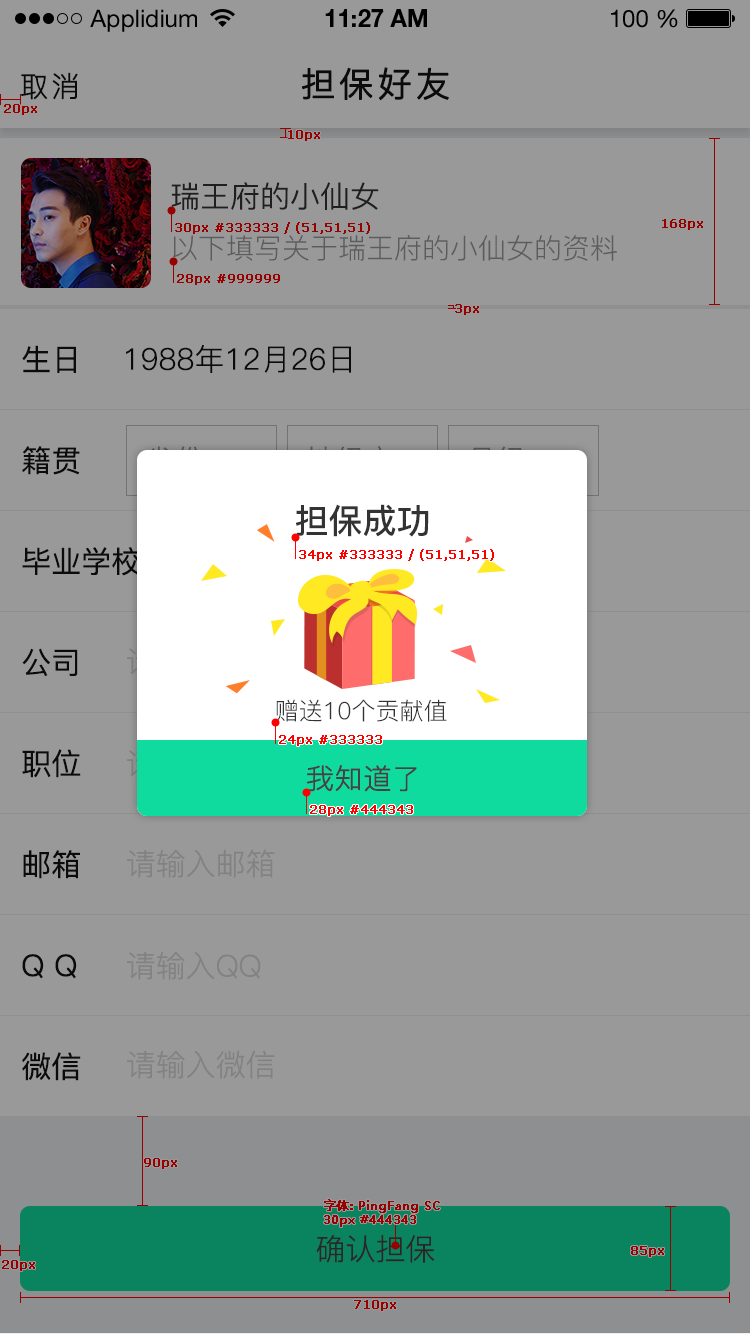 Applidium 11:27 AM 100 %
取消 担保好友
20px
10px
瑞王府的小仙女
30px #333333 / (51,51,51)
168px
以下填写关于瑞王府的小仙女的资料
28px #999999
3px
生日 1988年12月26日
籍贯
担保成功
34px #333333 / (51,51,51)
毕业学校
公司
赠送10个贡献值
24px #333333
职位
我知道了
28px #444343
邮箱 请输入邮箱
Q Q 请输入QQ
微信 请输入微信
90px
字体: PingFang SC
30px #444343
确认担保
85px
20px
710px